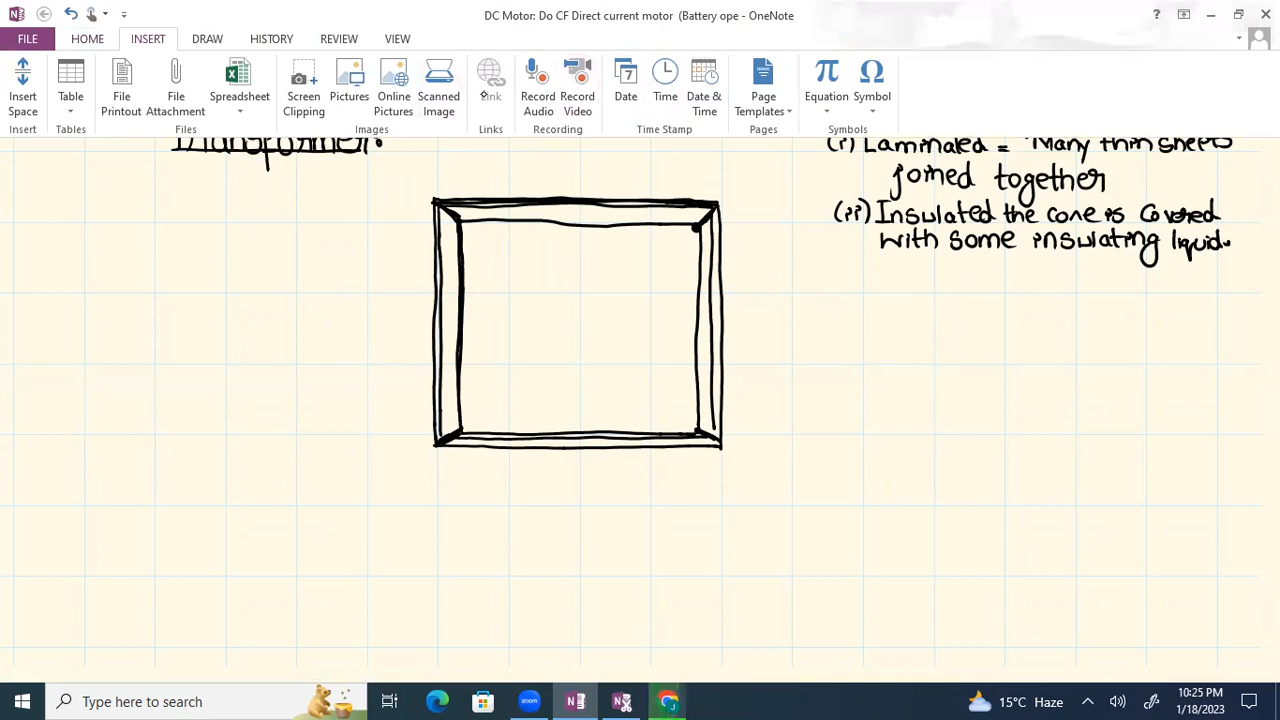 DC Motor: Do CF Direct current motor (Battery ope - OneNote
?
FILE HOME INSERT DRAW HISTORY REVIEW VIEW
Insert Space
Table
File Printout
File Attachment
Spreadsheet
Screen Clipping
Pictures
Online Pictures
Scanned Image
Link
Record Audio
Record Video
7
Date
Time
Date & Time
Page Templates
π
Equation
Ω
Symbol
Insert Tables Files Images Links Recording Time Stamp Pages Symbols
Transformer:
(i) Laminated = Many thin sheets
joined together
(ii) Insulated the core is covered
with some insulating liquid.
Type here to search
zoom
15°C Haze
10:25 PM
1/18/2023